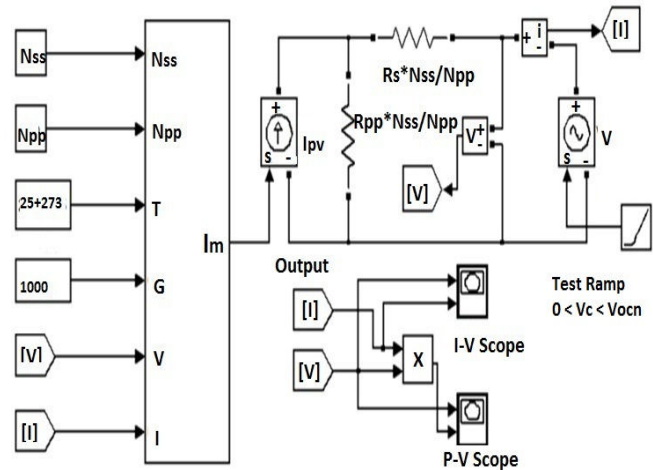 Nss
Nss
Npp
Npp
25+273
T
1000
G
[V]
V
[I]
I
Im
+
s
-
Ipv
Rs*Nss/Npp
Rpp*Nss/Npp
+
i
-
[I]
V
+
-
[V]
+
s
-
V
Test Ramp
0 < Vc < Vocn
Output
[I]
[V]
X
I-V Scope
P-V Scope